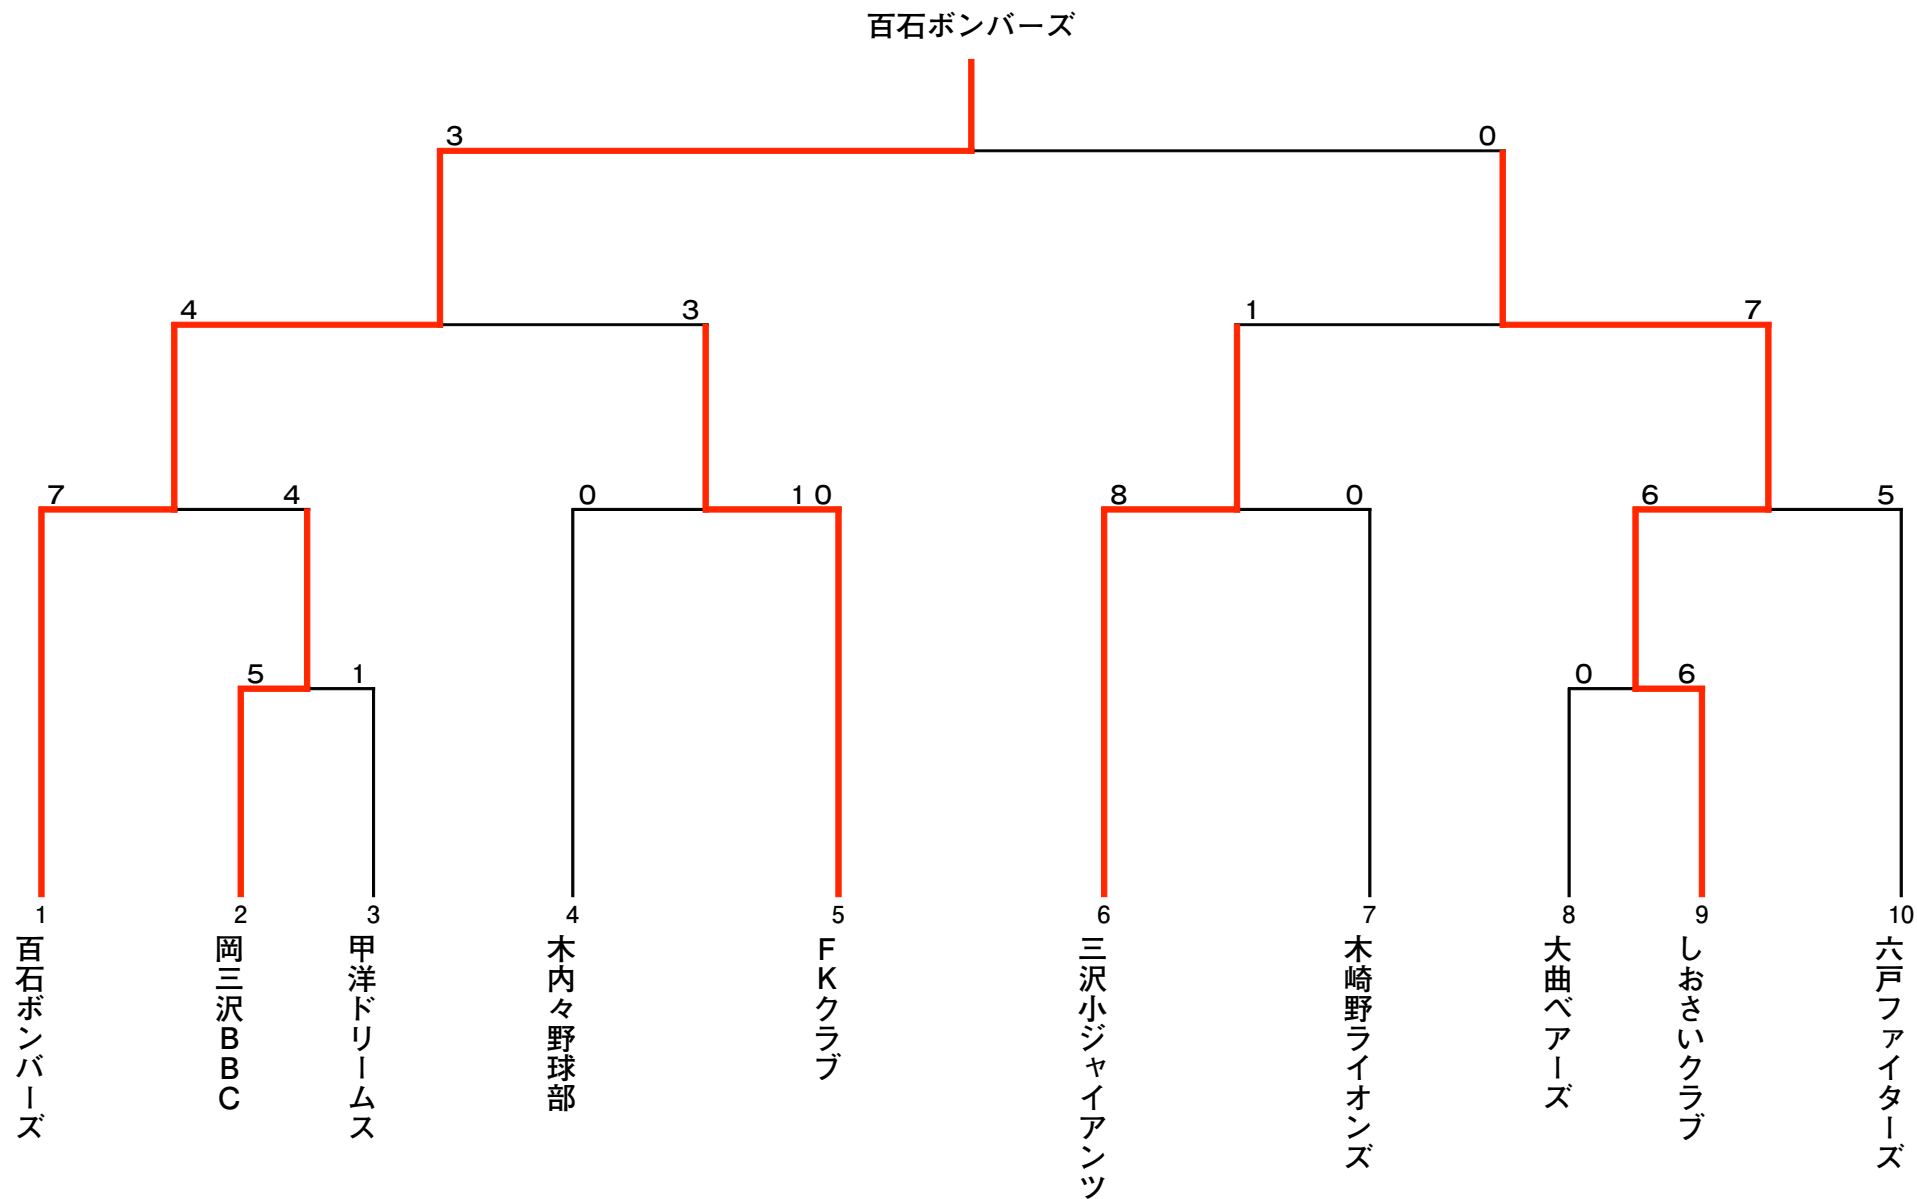 百石ボンバーズ
3 0
4 3 1 7
7 4 0 10 8 0 6 5
5 1 0 6
1 2 3 4 5 6 7 8 9 10
百石ボンバーズ
岡三沢BBC
甲洋ドリームス
木内々野球部
FKクラブ
三沢小ジャイアンツ
木崎野ライオンズ
大曲ベアーズ
しおさいクラブ
六戸ファイターズ